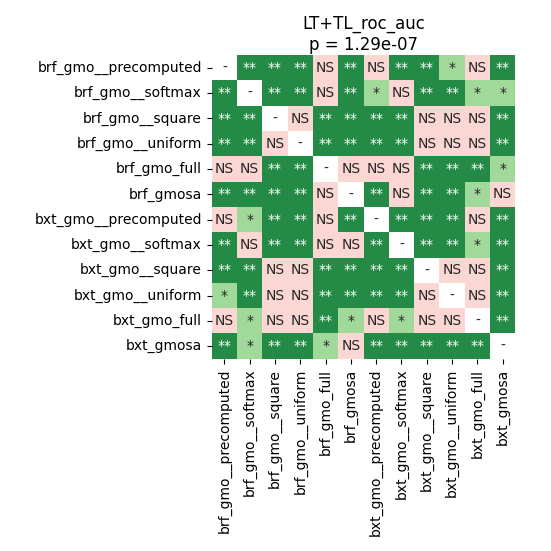 LT+TL_roc_auc
p = 1.29e-07
brf_gmo__precomputed - ** ** ** NS ** NS ** ** * NS **
brf_gmo__softmax ** - ** ** NS ** * NS ** ** * *
brf_gmo__square ** ** - NS ** ** ** ** NS NS NS **
brf_gmo__uniform ** ** NS - ** ** ** ** NS NS NS **
brf_gmo_full NS NS ** ** - NS NS NS ** ** ** *
brf_gmosa ** ** ** ** NS - ** NS ** ** * NS
bxt_gmo__precomputed NS * ** ** NS ** - ** ** ** NS **
bxt_gmo__softmax ** NS ** ** NS NS ** - ** ** * **
bxt_gmo__square ** ** NS NS ** ** ** ** - NS NS **
bxt_gmo__uniform * ** NS NS ** ** ** ** NS - NS **
bxt_gmo_full NS * NS NS ** * NS * NS NS - **
bxt_gmosa ** * ** ** * NS ** ** ** ** ** -
brf_gmo__precomputed
brf_gmo__softmax
brf_gmo__square
brf_gmo__uniform
brf_gmo_full
brf_gmosa
bxt_gmo__precomputed
bxt_gmo__softmax
bxt_gmo__square
bxt_gmo__uniform
bxt_gmo_full
bxt_gmosa